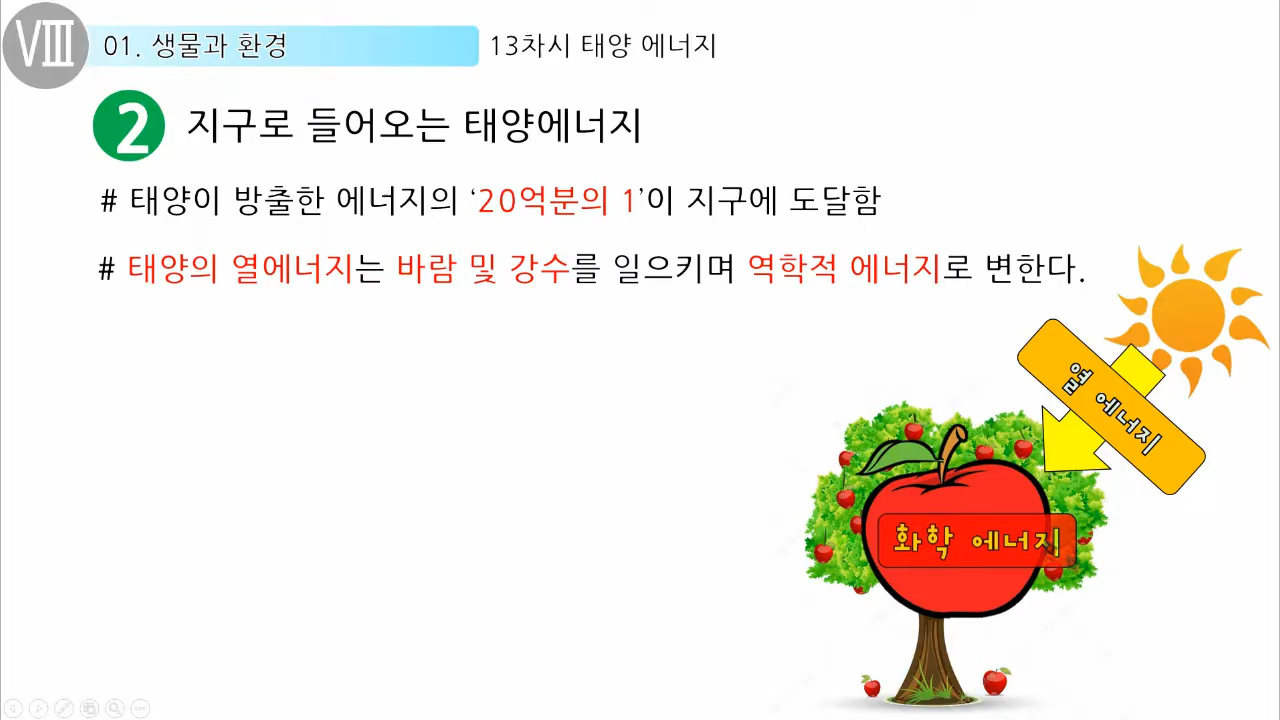 Ⅷ
01. 생물과 환경
13차시 태양 에너지
2 지구로 들어오는 태양에너지
# 태양이 방출한 에너지의 ‘20억분의 1’이 지구에 도달함
# 태양의 열에너지는 바람 및 강수를 일으키며 역학적 에너지로 변한다.
열 에너지
화학 에너지